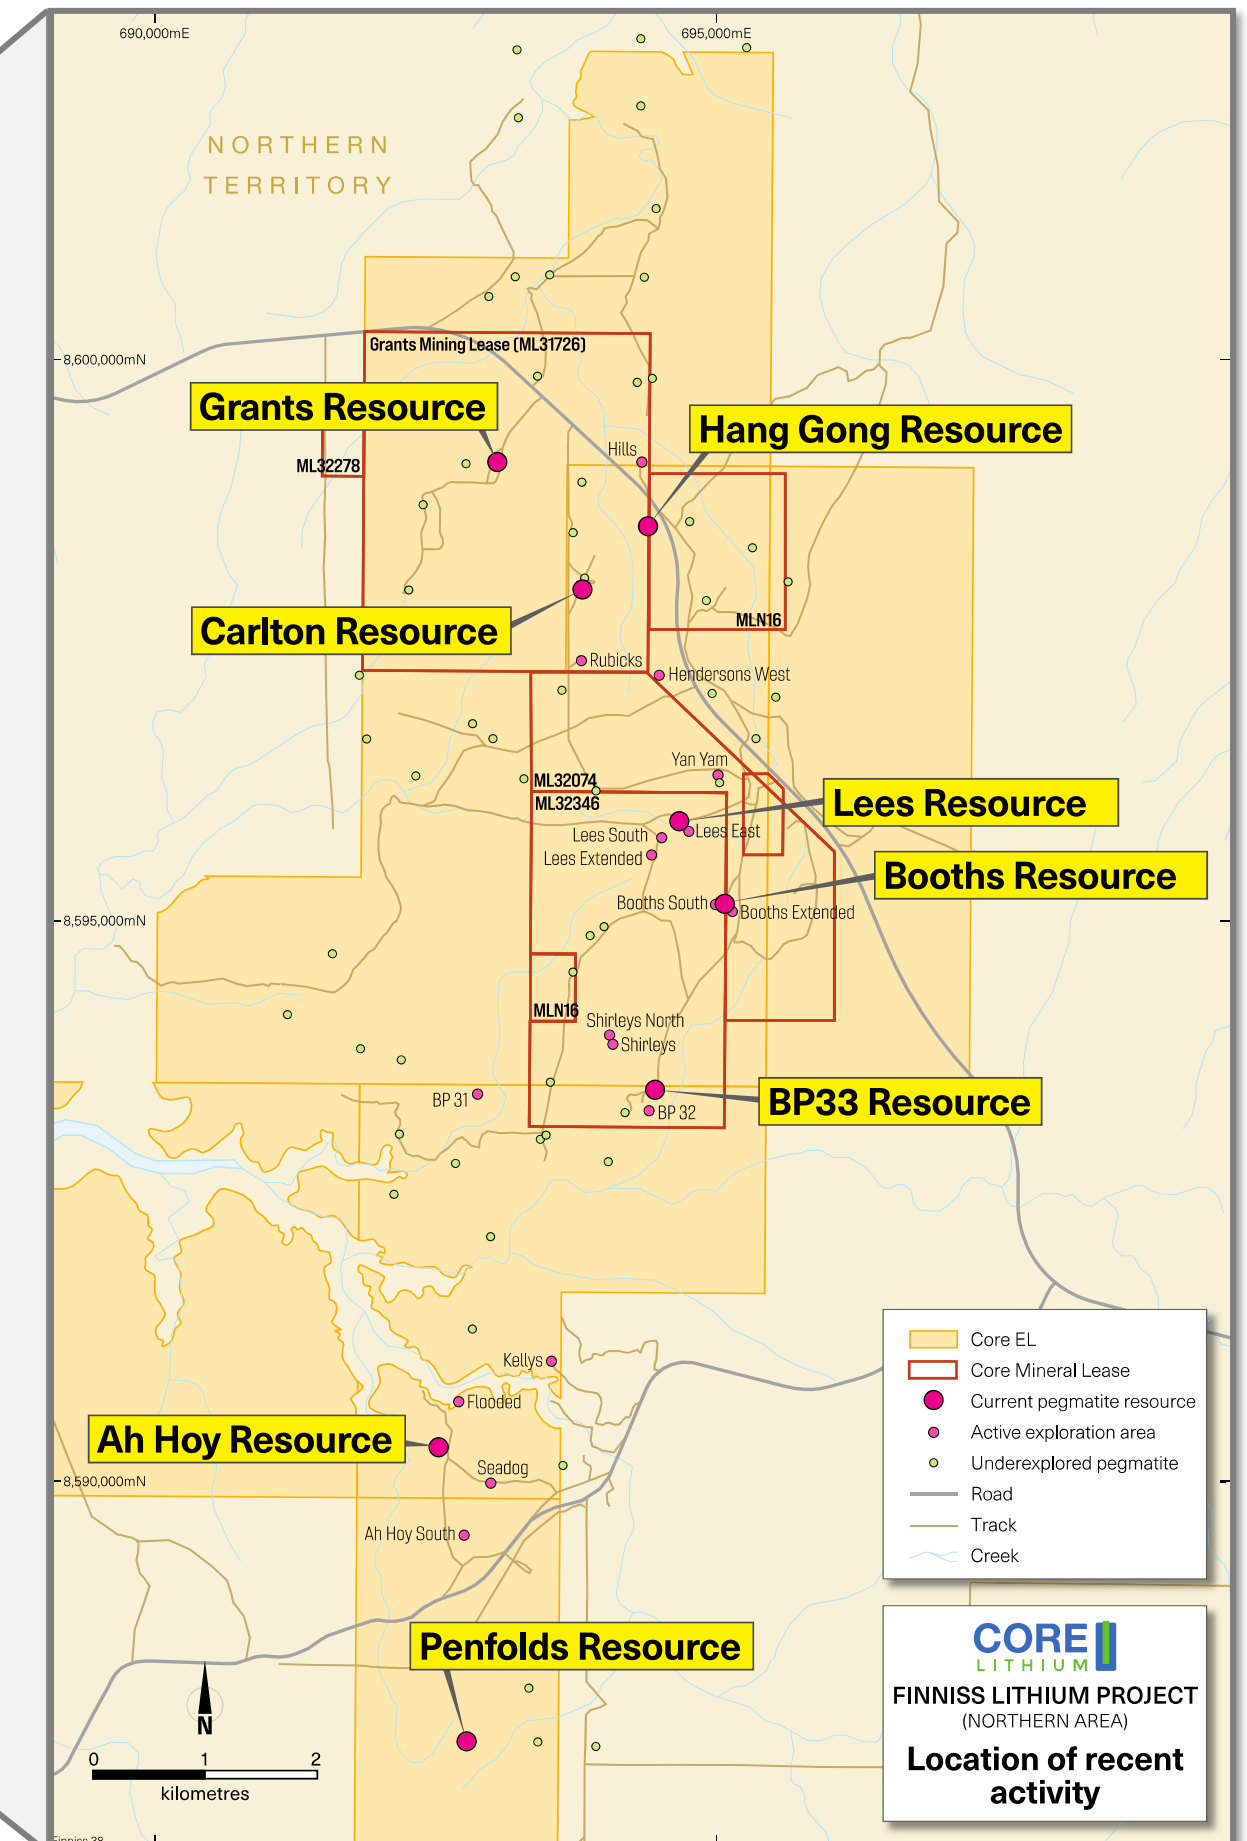 690,000mE
695,000mE
NORTHERN
TERRITORY
Grants Mining Lease (ML31726)
8,600,000mN
Grants Resource
Hang Gong Resource
Hills
ML32278
Carlton Resource
MLN16
Rubicks
Hendersons West
Yan Yam
ML32074
ML32346
Lees Resource
Lees South
Lees East
Lees Extended
Booths Resource
Booths South
Booths Extended
8,595,000mN
MLN16
Shirleys North
Shirleys
BP 31
BP33 Resource
BP 32
Kellys
Flooded
Ah Hoy Resource
Seadog
8,590,000mN
Ah Hoy South
Penfolds Resource
N
0 1 2
kilometres
Core EL
Core Mineral Lease
Current pegmatite resource
Active exploration area
Underexplored pegmatite
Road
Track
Creek
CORE
LITHIUM
FINNISS LITHIUM PROJECT
(NORTHERN AREA)
Location of recent
activity